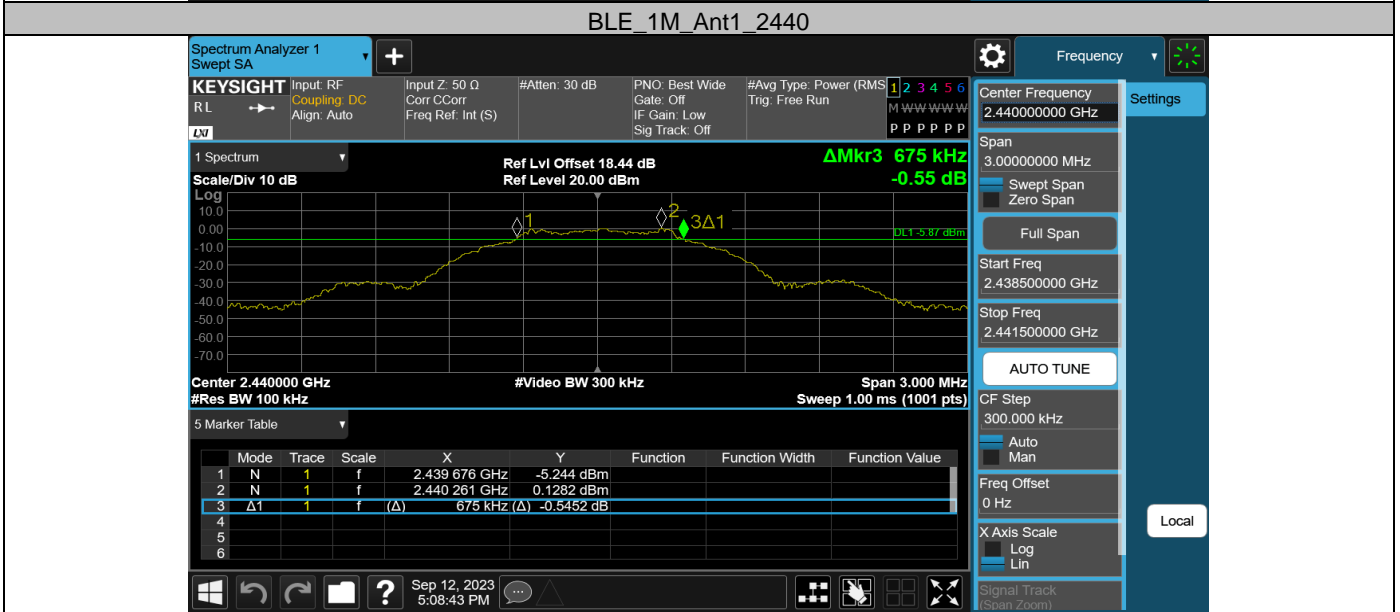 BLE_1M_Ant1_2440
Spectrum Analyzer 1
Swept SA
Frequency
KEYSIGHT
R L
LXI
Input: RF
Coupling: DC
Align: Auto
Input Z: 50 Ω
Corr CCorr
Freq Ref: Int (S)
#Atten: 30 dB
PNO: Best Wide
Gate: Off
IF Gain: Low
Sig Track: Off
#Avg Type: Power (RMS
Trig: Free Run
1 2 3 4 5 6
M W W W W W
P P P P P P
1 Spectrum
Scale/Div 10 dB
Ref Lvl Offset 18.44 dB
Ref Level 20.00 dBm
ΔMkr3 675 kHz
-0.55 dB
Log
10.0
0.00
-10.0
-20.0
-30.0
-40.0
-50.0
-60.0
-70.0
1
2
3Δ1
DL1 -5.87 dBm
Center 2.440000 GHz
#Video BW 300 kHz
Span 3.000 MHz
#Res BW 100 kHz
Sweep 1.00 ms (1001 pts)
5 Marker Table
Mode Trace Scale X Y Function Function Width Function Value
1 N 1 f 2.439 676 GHz -5.244 dBm
2 N 1 f 2.440 261 GHz 0.1282 dBm
3 Δ1 1 f (Δ) 675 kHz (Δ) -0.5452 dB
4
5
6
Sep 12, 2023
5:08:43 PM
Center Frequency
2.440000000 GHz
Settings
Span
3.00000000 MHz
Swept Span
Zero Span
Full Span
Start Freq
2.438500000 GHz
Stop Freq
2.441500000 GHz
AUTO TUNE
CF Step
300.000 kHz
Auto
Man
Freq Offset
0 Hz
X Axis Scale
Log
Lin
Signal Track
(Span Zoom)
Local